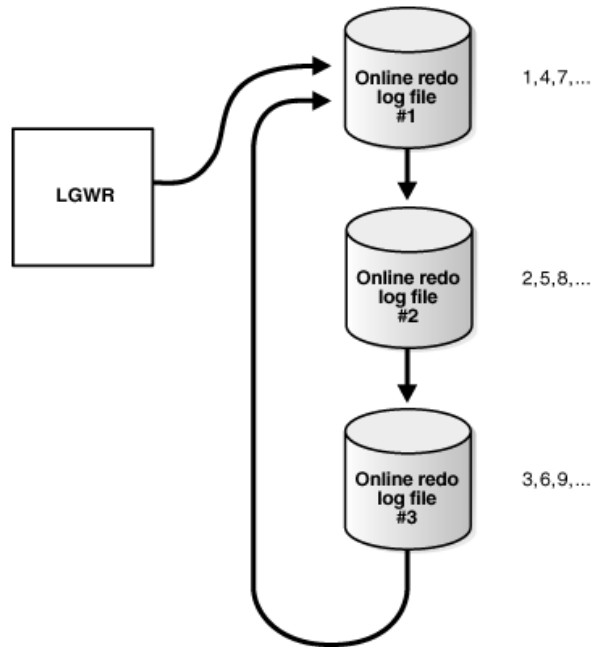 Online redo
log file
#1
1,4,7,...
LGWR
Online redo
log file
#2
2,5,8,...
Online redo
log file
#3
3,6,9,...